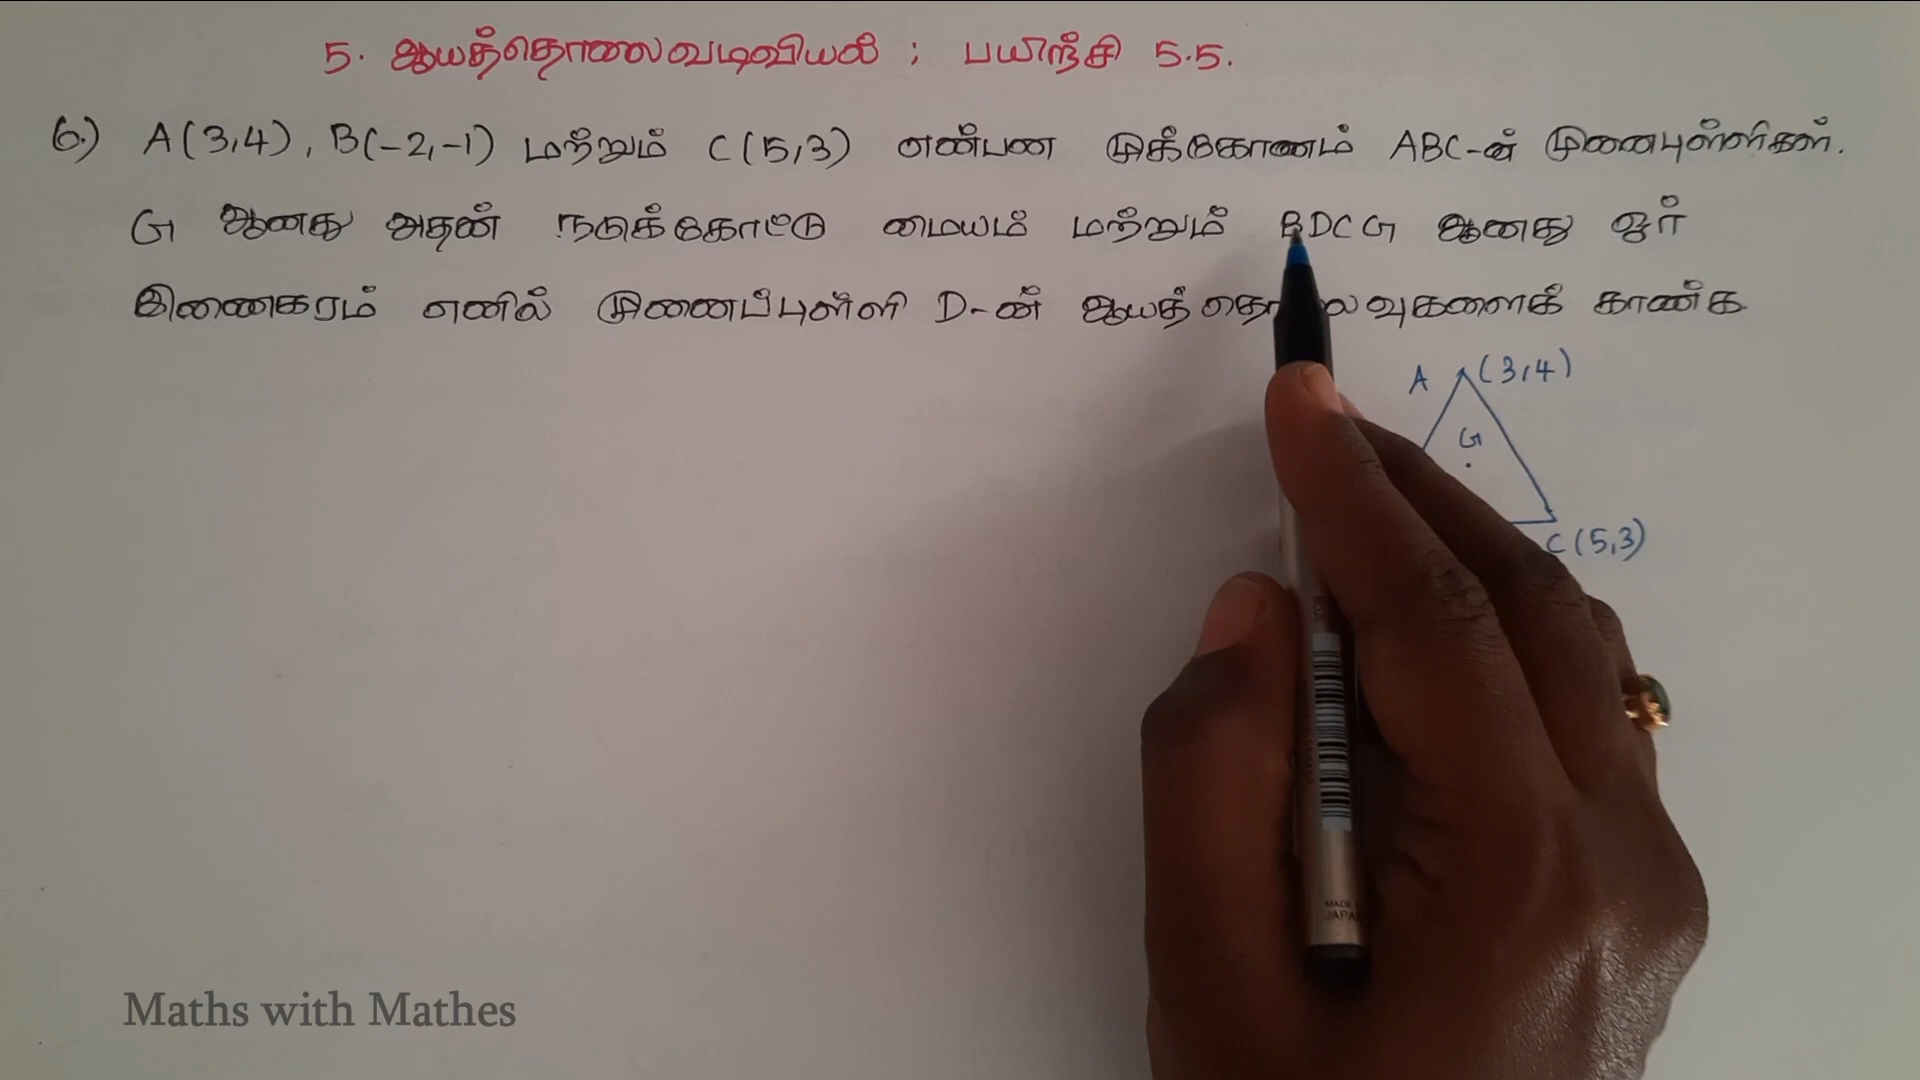 5. ஆயத்தொலைவடிவியல் ; பயிற்சி 5.5.
6.) A(3,4), B(-2,-1) மற்றும் C(5,3) என்பன முக்கோணம் ABC-ன் முனைபுள்ளிகள்.
G ஆனது அதன் நடுக்கோட்டு மையம் மற்றும் BDCG ஆனது ஓர்
இணைகரம் எனில் முனைப்புள்ளி D-ன் காண்க
A (3,4)
G
C(5,3)
MADE
JAPA
Maths with Mathes